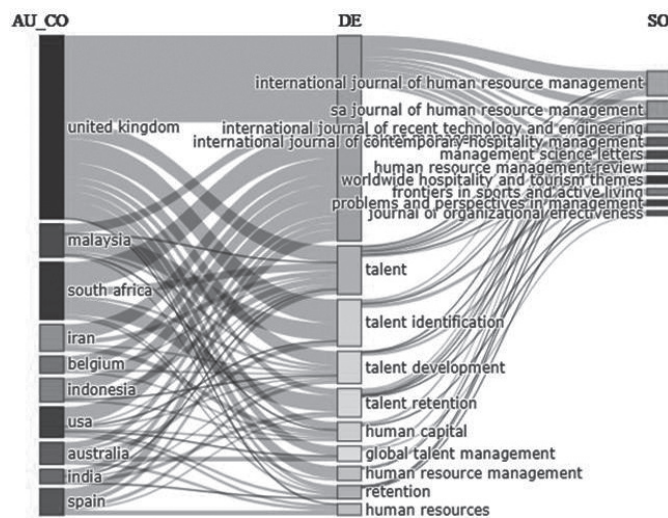 AU_CO
DE
SO
united kingdom
malaysia
south africa
iran
belgium
indonesia
usa
australia
india
spain
talent
talent identification
talent development
talent retention
human capital
global talent management
human resource management
retention
human resources
international journal of human resource management
sa journal of human resource management
international journal of recent technology and engineering
international journal of contemporary hospitality management
management science letters
human resource management review
worldwide hospitality and tourism themes
frontiers in sports and active living
problems and perspectives in management
journal of organizational effectiveness